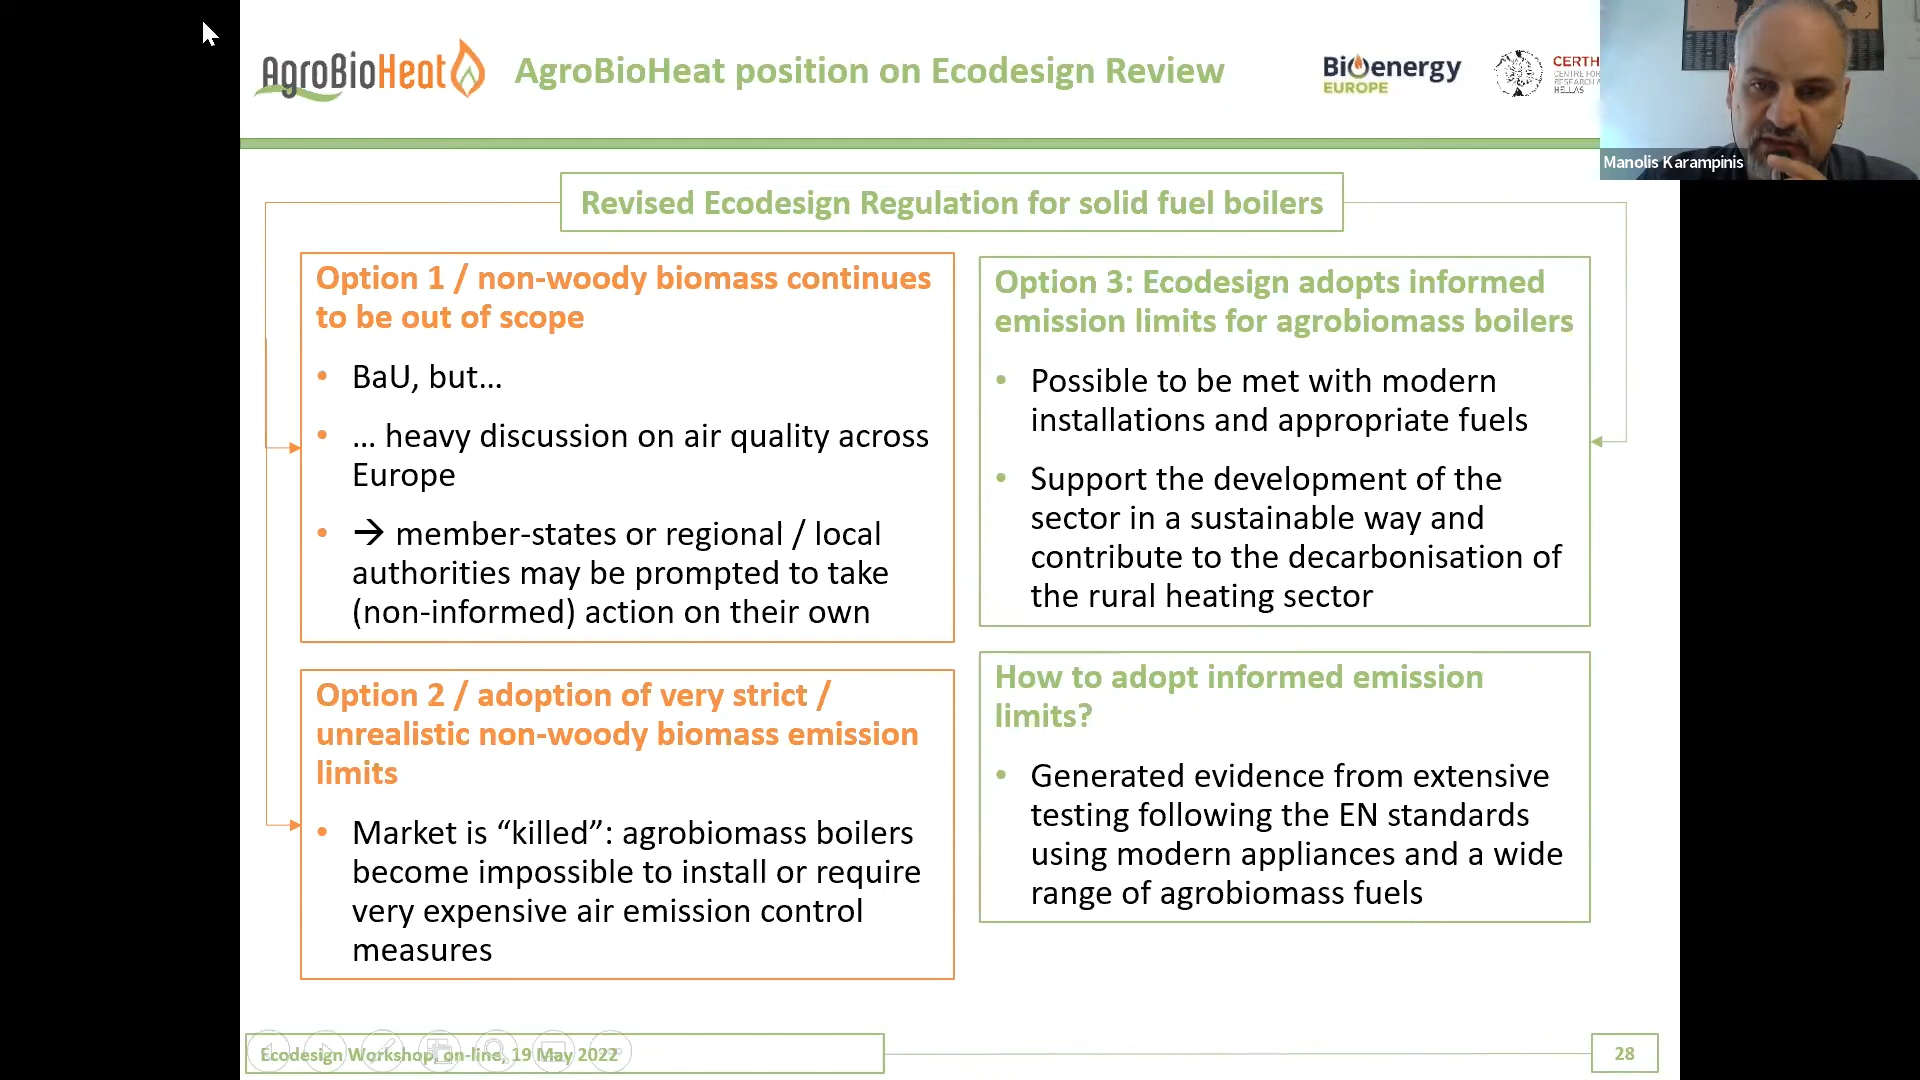 AgroBioHeat
AgroBioHeat position on Ecodesign Review
Bioenergy
EUROPE
CERTH
CENTRE FOR
RESEARCH &
HELLAS
Manolis Karampinis
Revised Ecodesign Regulation for solid fuel boilers
Option 1 / non-woody biomass continues
to be out of scope
• BaU, but...
• ... heavy discussion on air quality across
Europe
• → member-states or regional / local
authorities may be prompted to take
(non-informed) action on their own
Option 2 / adoption of very strict /
unrealistic non-woody biomass emission
limits
• Market is “killed”: agrobiomass boilers
become impossible to install or require
very expensive air emission control
measures
Option 3: Ecodesign adopts informed
emission limits for agrobiomass boilers
• Possible to be met with modern
installations and appropriate fuels
• Support the development of the
sector in a sustainable way and
contribute to the decarbonisation of
the rural heating sector
How to adopt informed emission
limits?
• Generated evidence from extensive
testing following the EN standards
using modern appliances and a wide
range of agrobiomass fuels
Ecodesign Workshop, on-line, 19 May 2022
28